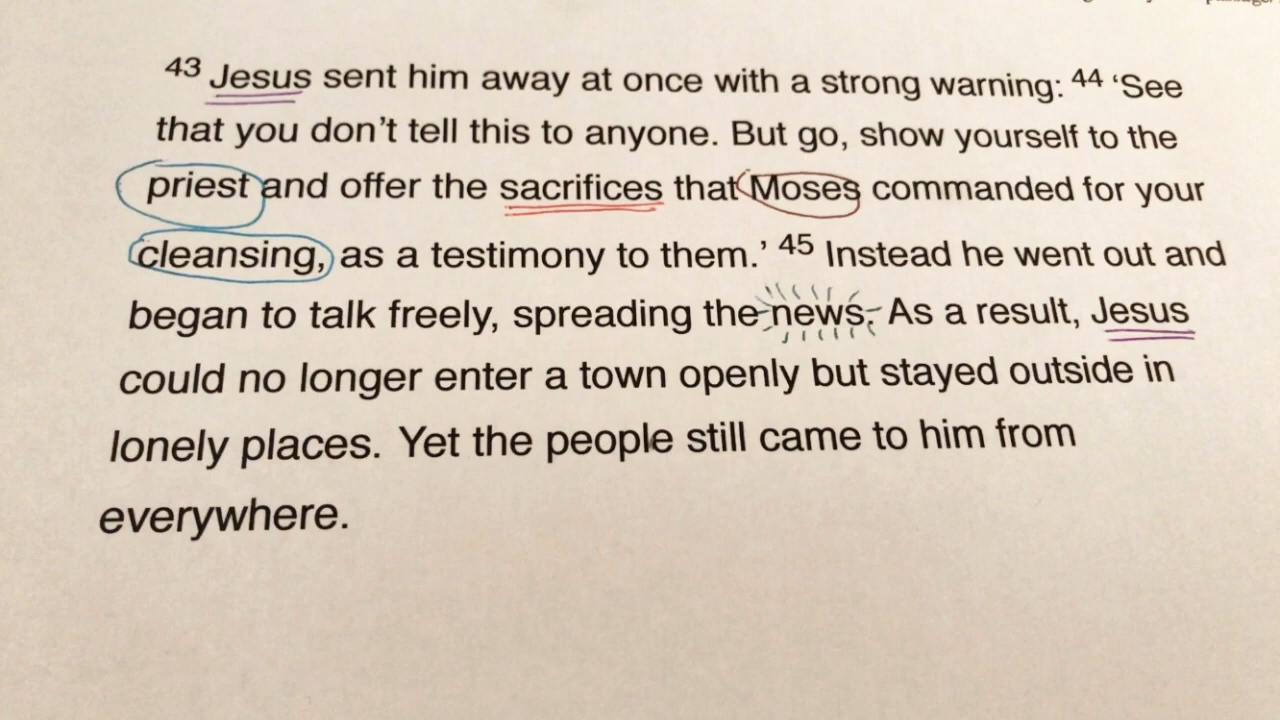 43 Jesus sent him away at once with a strong warning: 44 ‘See
that you don’t tell this to anyone. But go, show yourself to the
priest and offer the sacrifices that Moses commanded for your
cleansing, as a testimony to them.’ 45 Instead he went out and
began to talk freely, spreading the news. As a result, Jesus
could no longer enter a town openly but stayed outside in
lonely places. Yet the people still came to him from
everywhere.